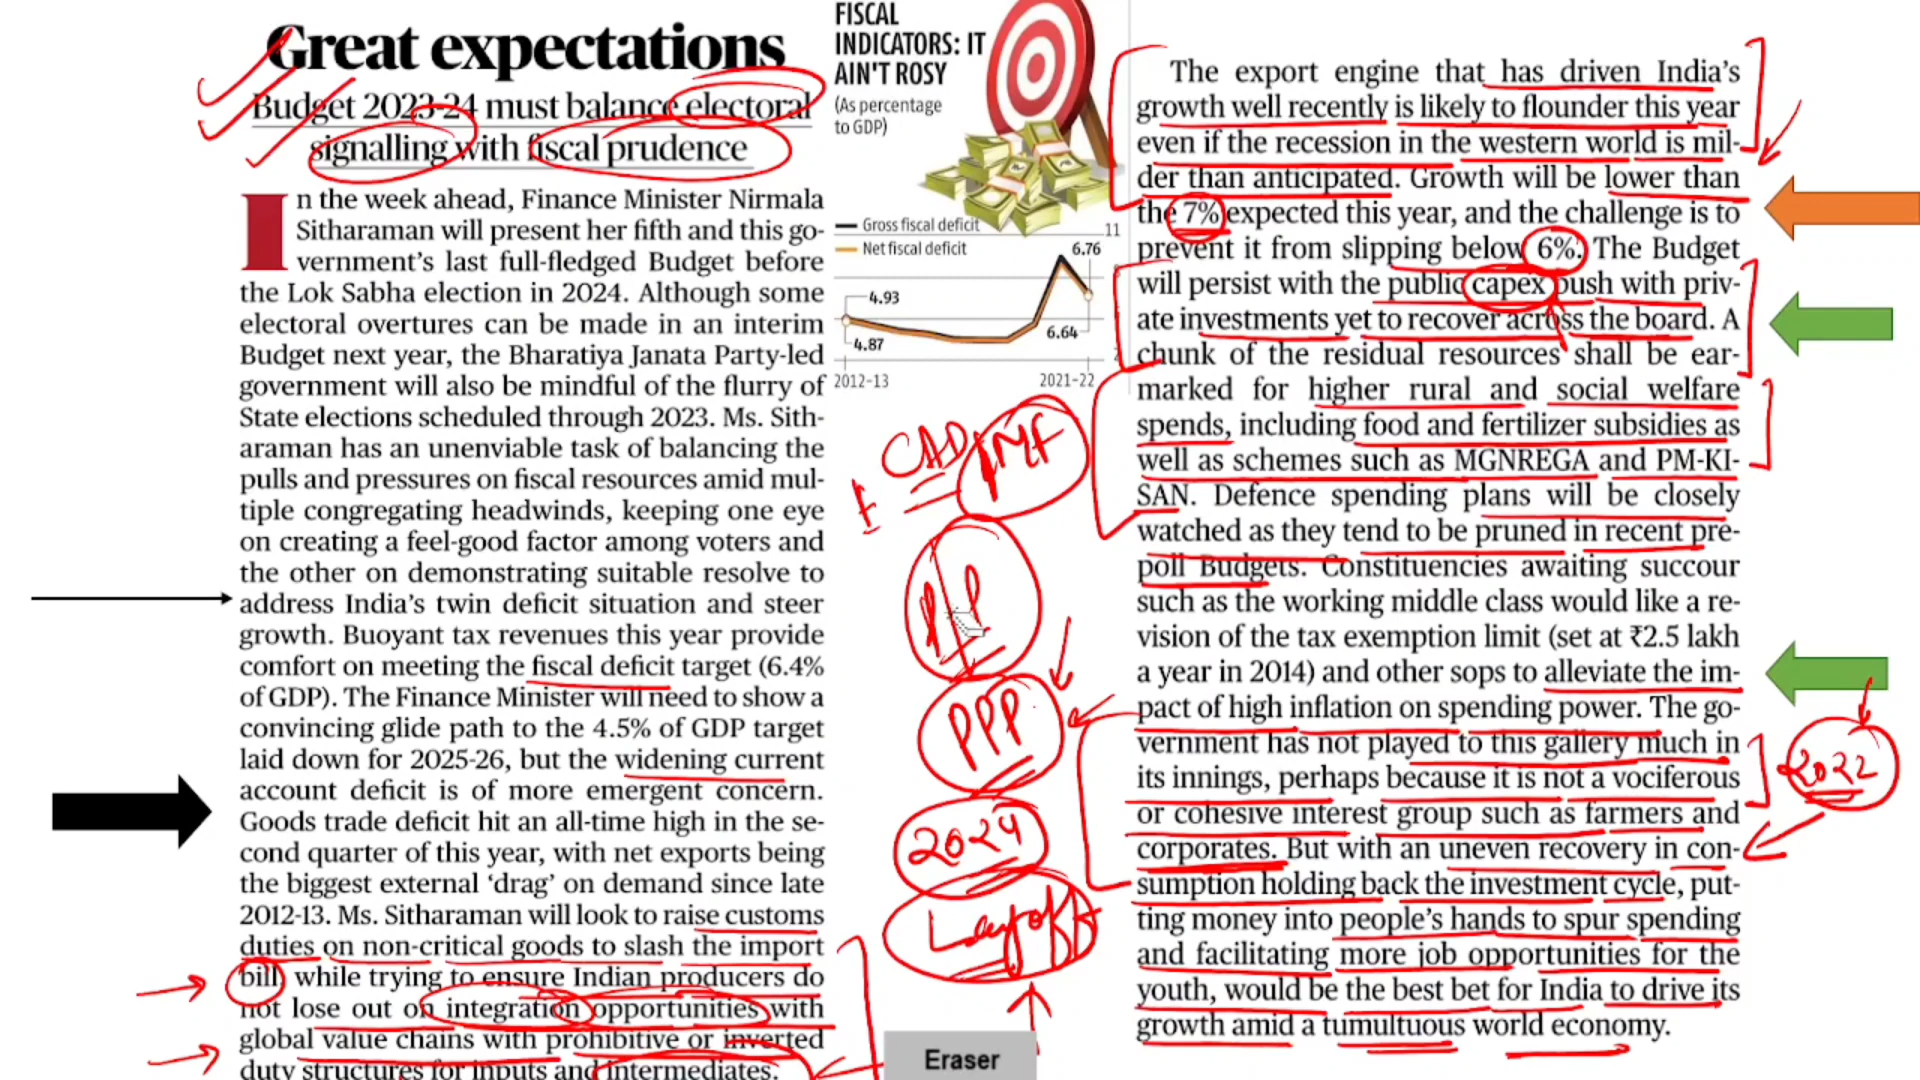 Great expectations
Budget 2023-24 must balance electoral
signalling with fiscal prudence
In the week ahead, Finance Minister Nirmala
Sitharaman will present her fifth and this go-
vernment’s last full-fledged Budget before
the Lok Sabha election in 2024. Although some
electoral overtures can be made in an interim
Budget next year, the Bharatiya Janata Party-led
government will also be mindful of the flurry of
State elections scheduled through 2023. Ms. Sith-
araman has an unenviable task of balancing the
pulls and pressures on fiscal resources amid mul-
tiple congregating headwinds, keeping one eye
on creating a feel-good factor among voters and
the other on demonstrating suitable resolve to
address India’s twin deficit situation and steer
growth. Buoyant tax revenues this year provide
comfort on meeting the fiscal deficit target (6.4%
of GDP). The Finance Minister will need to show a
convincing glide path to the 4.5% of GDP target
laid down for 2025-26, but the widening current
account deficit is of more emergent concern.
Goods trade deficit hit an all-time high in the se-
cond quarter of this year, with net exports being
the biggest external ‘drag’ on demand since late
2012-13. Ms. Sitharaman will look to raise customs
duties on non-critical goods to slash the import
bill while trying to ensure Indian producers do
not lose out on integration opportunities with
global value chains with prohibitive or inverted
duty structures for inputs and intermediates.
FISCAL
INDICATORS: IT
AIN'T ROSY
(As percentage
to GDP)
Gross fiscal deficit
Net fiscal deficit
11
6.76
4.93
4.87
6.64
2012-13
2021-22
CAD
IMF
PPP
2024
Layoff
Eraser
The export engine that has driven India’s
growth well recently is likely to flounder this year
even if the recession in the western world is mil-
der than anticipated. Growth will be lower than
the 7% expected this year, and the challenge is to
prevent it from slipping below 6%. The Budget
will persist with the public capex push with priv-
ate investments yet to recover across the board. A
chunk of the residual resources shall be ear-
marked for higher rural and social welfare
spends, including food and fertilizer subsidies as
well as schemes such as MGNREGA and PM-KI-
SAN. Defence spending plans will be closely
watched as they tend to be pruned in recent pre-
poll Budgets. Constituencies awaiting succour
such as the working middle class would like a re-
vision of the tax exemption limit (set at ₹2.5 lakh
a year in 2014) and other sops to alleviate the im-
pact of high inflation on spending power. The go-
vernment has not played to this gallery much in
its innings, perhaps because it is not a vociferous
or cohesive interest group such as farmers and
corporates. But with an uneven recovery in con-
sumption holding back the investment cycle, put-
ting money into people’s hands to spur spending
and facilitating more job opportunities for the
youth, would be the best bet for India to drive its
growth amid a tumultuous world economy.
2022